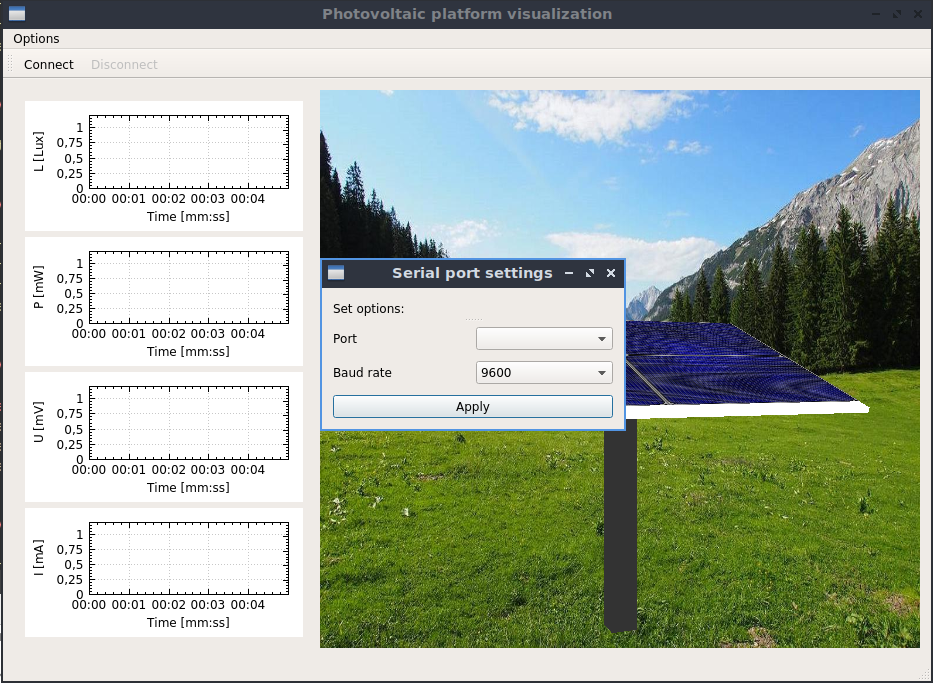 Photovoltaic platform visualization
Options
Connect Disconnect
L [Lux]
1
0,75
0,5
0,25
0
00:00 00:01 00:02 00:03 00:04
Time [mm:ss]
P [mW]
1
0,75
0,5
0,25
0
00:00 00:01 00:02 00:03 00:04
Time [mm:ss]
U [mV]
1
0,75
0,5
0,25
0
00:00 00:01 00:02 00:03 00:04
Time [mm:ss]
I [mA]
1
0,75
0,5
0,25
0
00:00 00:01 00:02 00:03 00:04
Time [mm:ss]
Serial port settings
Set options:
Port
Baud rate 9600
Apply